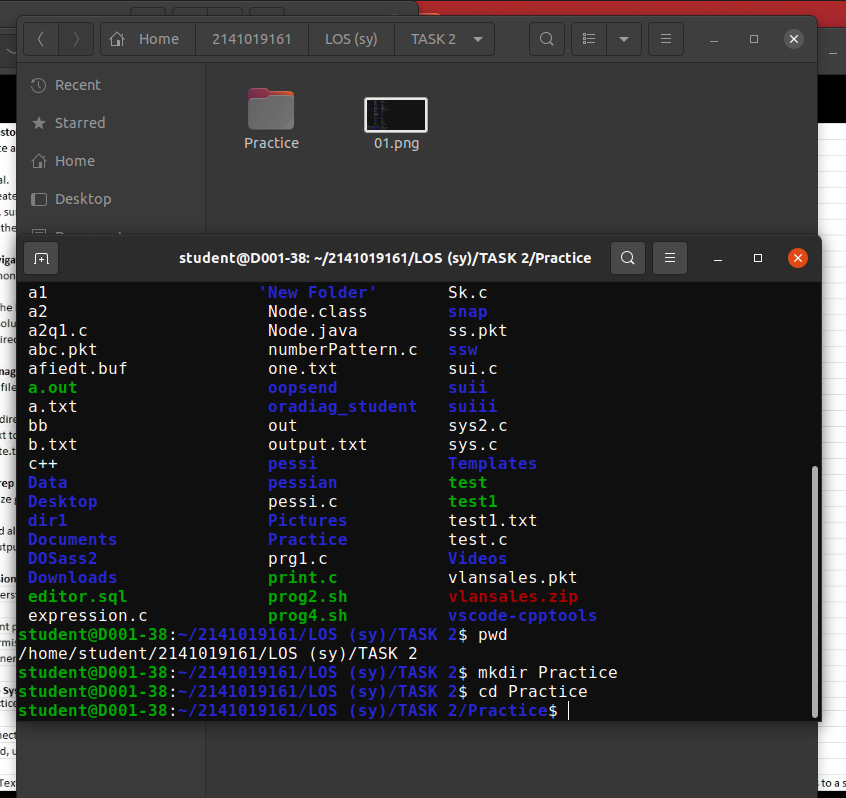 Home 2141019161 LOS (sy) TASK 2
Recent
Starred
Home
Desktop
Practice 01.png
student@D001-38: ~/2141019161/LOS (sy)/TASK 2/Practice
a1 'New Folder' Sk.c
a2 Node.class snap
a2q1.c Node.java ss.pkt
abc.pkt numberPattern.c ssw
afiedt.buf one.txt sui.c
a.out oopsend suii
a.txt oradiag_student suiii
bb out sys2.c
b.txt output.txt sys.c
c++ pessi Templates
Data pessian test
Desktop pessi.c test1
dir1 Pictures test1.txt
Documents Practice test.c
DOSass2 prg1.c Videos
Downloads print.c vlansales.pkt
editor.sql prog2.sh vlansales.zip
expression.c prog4.sh vscode-cpptools
student@D001-38:~/2141019161/LOS (sy)/TASK 2$ pwd
/home/student/2141019161/LOS (sy)/TASK 2
student@D001-38:~/2141019161/LOS (sy)/TASK 2$ mkdir Practice
student@D001-38:~/2141019161/LOS (sy)/TASK 2$ cd Practice
student@D001-38:~/2141019161/LOS (sy)/TASK 2/Practice$